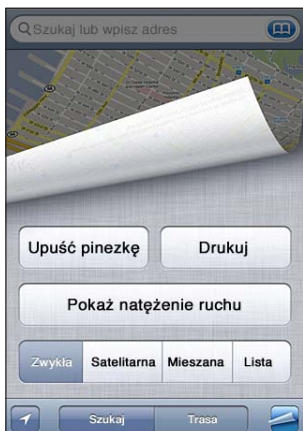 Szukaj lub wpisz adres
Upuść pinezkę
Drukuj
Pokaż natężenie ruchu
Zwykła Satelitarna Mieszana Lista
Szukaj Trasa